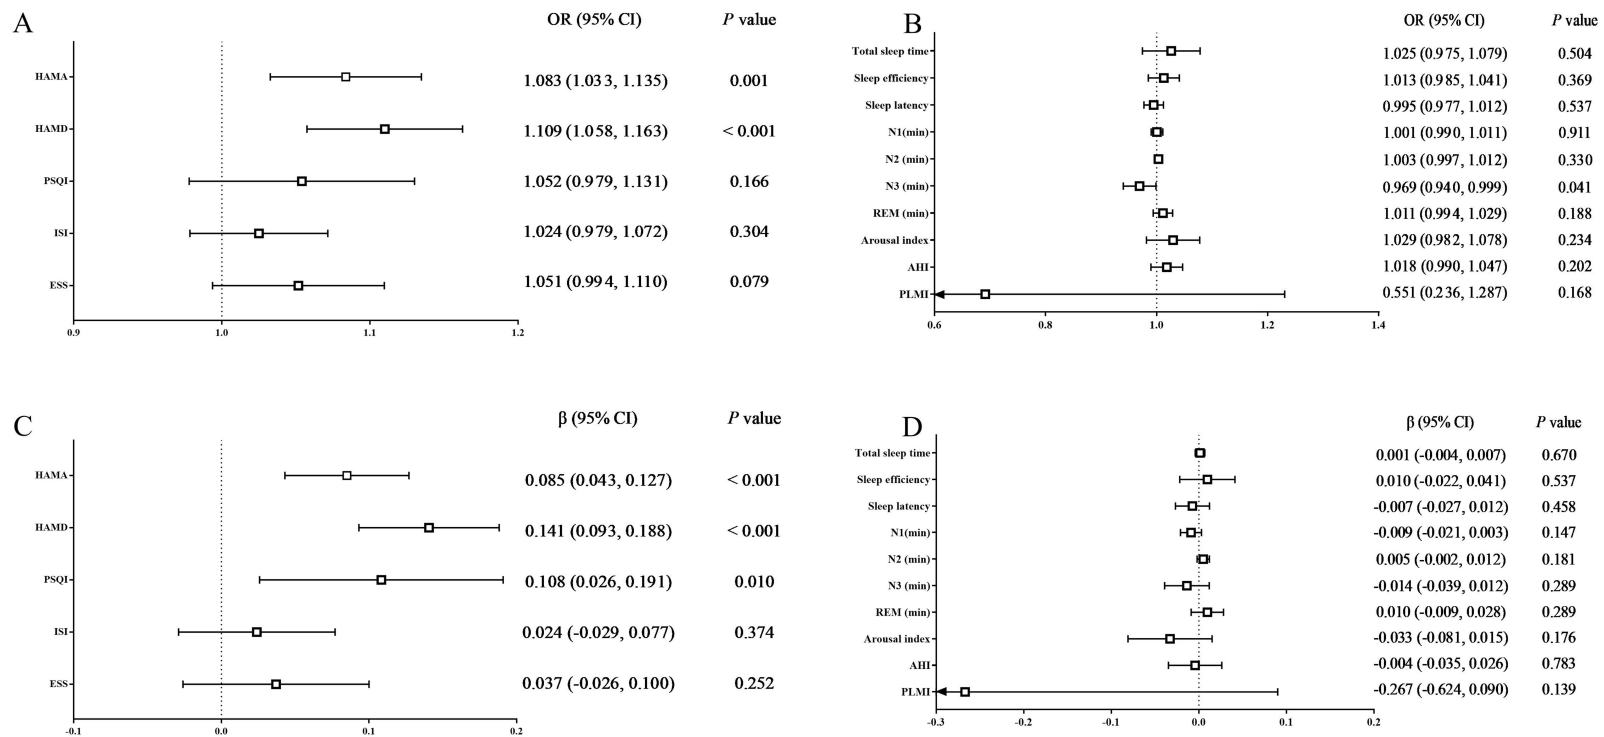 A
OR (95% CI) P value
HAMA 1.083 (1.033, 1.135) 0.001
HAMD 1.109 (1.058, 1.163) < 0.001
PSQI 1.052 (0.979, 1.131) 0.166
ISI 1.024 (0.979, 1.072) 0.304
ESS 1.051 (0.994, 1.110) 0.079
0.9 1.0 1.1 1.2
B
OR (95% CI) P value
Total sleep time 1.025 (0.975, 1.079) 0.504
Sleep efficiency 1.013 (0.985, 1.041) 0.369
Sleep latency 0.995 (0.977, 1.012) 0.537
N1(min) 1.001 (0.990, 1.011) 0.911
N2 (min) 1.003 (0.997, 1.012) 0.330
N3 (min) 0.969 (0.940, 0.999) 0.041
REM (min) 1.011 (0.994, 1.029) 0.188
Arousal index 1.029 (0.982, 1.078) 0.234
AHI 1.018 (0.990, 1.047) 0.202
PLMI 0.551 (0.236, 1.287) 0.168
0.6 0.8 1.0 1.2 1.4
C
β (95% CI) P value
HAMA 0.085 (0.043, 0.127) < 0.001
HAMD 0.141 (0.093, 0.188) < 0.001
PSQI 0.108 (0.026, 0.191) 0.010
ISI 0.024 (-0.029, 0.077) 0.374
ESS 0.037 (-0.026, 0.100) 0.252
-0.1 0.0 0.1 0.2
D
β (95% CI) P value
Total sleep time 0.001 (-0.004, 0.007) 0.670
Sleep efficiency 0.010 (-0.022, 0.041) 0.537
Sleep latency -0.007 (-0.027, 0.012) 0.458
N1(min) -0.009 (-0.021, 0.003) 0.147
N2 (min) 0.005 (-0.002, 0.012) 0.181
N3 (min) -0.014 (-0.039, 0.012) 0.289
REM (min) 0.010 (-0.009, 0.028) 0.289
Arousal index -0.033 (-0.081, 0.015) 0.176
AHI -0.004 (-0.035, 0.026) 0.783
PLMI -0.267 (-0.624, 0.090) 0.139
-0.3 -0.2 -0.1 0.0 0.1 0.2